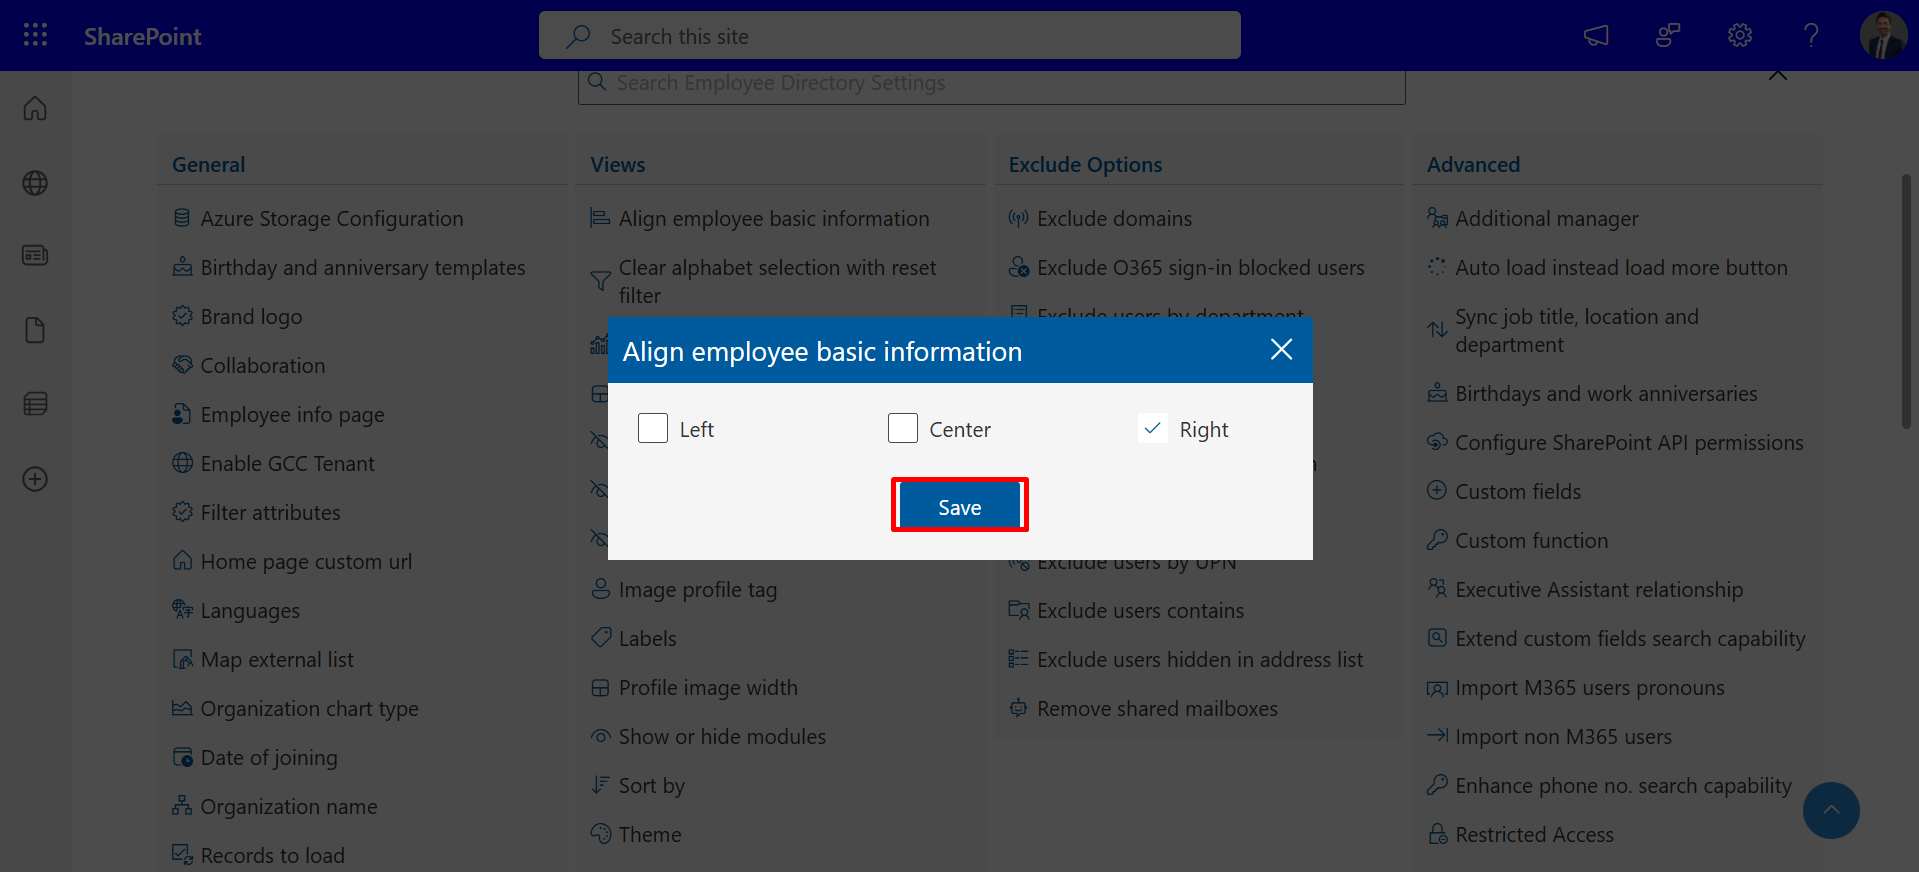 SharePoint
Search this site
Search Employee Directory Settings
General
Azure Storage Configuration
Birthday and anniversary templates
Brand logo
Collaboration
Employee info page
Enable GCC Tenant
Filter attributes
Home page custom url
Languages
Map external list
Organization chart type
Date of joining
Organization name
Records to load
Views
Align employee basic information
Clear alphabet selection with reset
filter
Image profile tag
Labels
Profile image width
Show or hide modules
Sort by
Theme
Exclude Options
Exclude domains
Exclude O365 sign-in blocked users
Exclude users by department
Exclude users by UPN
Exclude users contains
Exclude users hidden in address list
Remove shared mailboxes
Advanced
Additional manager
Auto load instead load more button
Sync job title, location and
department
Birthdays and work anniversaries
Configure SharePoint API permissions
Custom fields
Custom function
Executive Assistant relationship
Extend custom fields search capability
Import M365 users pronouns
Import non M365 users
Enhance phone no. search capability
Restricted Access
Align employee basic information
Left
Center
Right
Save